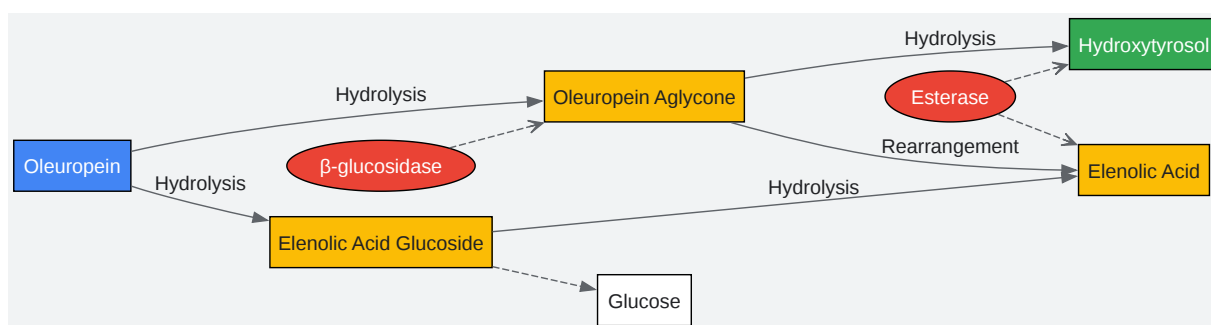 Hydrolysis
Hydroxytyrosol
Hydrolysis
Oleuropein Aglycone
Esterase
Oleuropein
β-glucosidase
Rearrangement
Elenolic Acid
Hydrolysis
Hydrolysis
Elenolic Acid Glucoside
Glucose